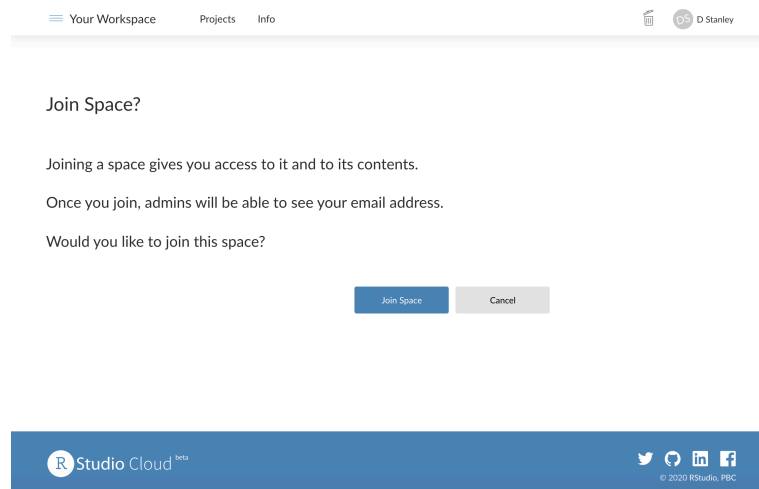 Your Workspace Projects Info DS D Stanley
Join Space?
Joining a space gives you access to it and to its contents.
Once you join, admins will be able to see your email address.
Would you like to join this space?
Join Space Cancel
R Studio Cloud beta
© 2020 RStudio, PBC